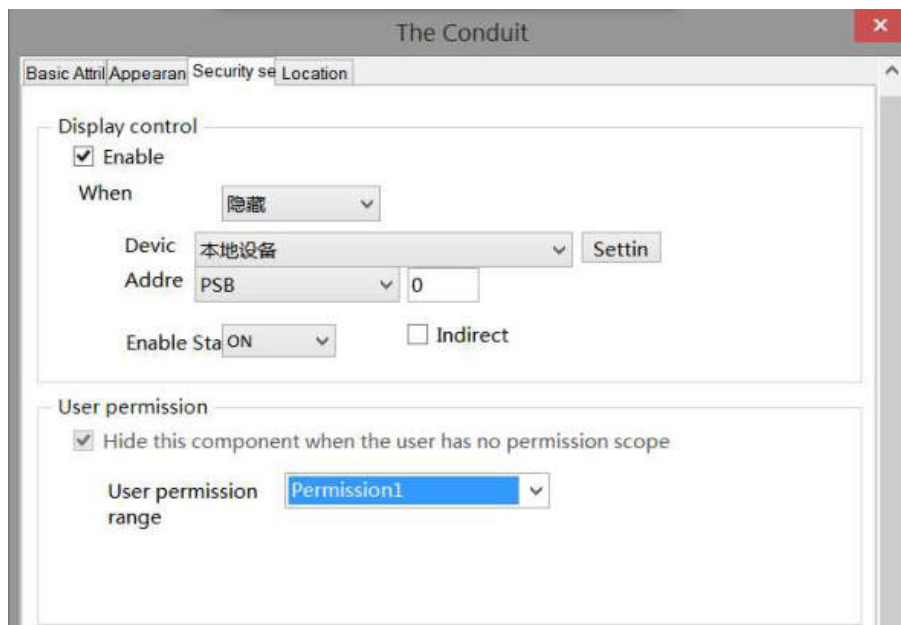 The Conduit
Basic Attril Appearan Security se Location
Display control
Enable
When 隐藏
Devic 本地设备 Settin
Addre PSB 0
Enable Sta ON Indirect
User permission
Hide this component when the user has no permission scope
User permission Permission1
range